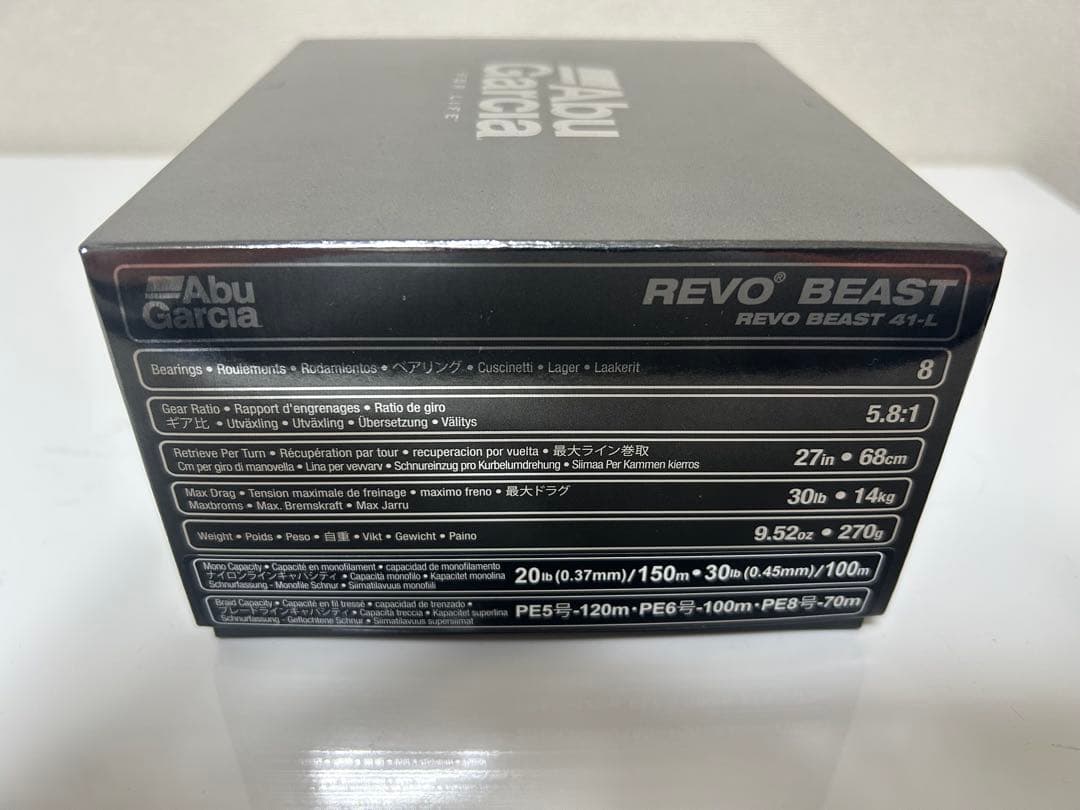 Abu
Garcia
FOR LIFE
Abu
Garcia
REVO® BEAST
REVO BEAST 41-L
Bearings • Roulements • Rodamientos • ベアリング • Cuscinetti • Lager • Laakerit 8
Gear Ratio • Rapport d'engrenages • Ratio de giro
ギア比 • Utväxling • Utväxling • Übersetzung • Välitys
5.8:1
Retrieve Per Turn • Récupération par tour • recuperacion por vuelta • 最大ライン巻取
Cm per giro di manovella • Lina per vevvarv • Schnureinzug pro Kurbelumdrehung • Siimaa Per Kammen kierros
27in • 68cm
Max Drag • Tension maximale de freinage • maximo freno • 最大ドラグ
Maxbroms • Max. Bremskraft • Max Jarru
30lb • 14kg
Weight • Poids • Peso • 自重 • Vikt • Gewicht • Paino 9.52oz • 270g
Mono Capacity • Capacité en monofilament • capacidad de monofilamento
ナイロンラインキャパシティ • Capacità monofilo • Kapacitet monolina
Schnurfassung - Monofile Schnur • Siimatilavuus monofiili
20lb (0.37mm)/150m • 30lb (0.45mm)/100m
Braid Capacity • Capacité en fil tressé • capacidad de trenzado •
ブレードラインキャパシティ • Capacita treccia • Kapacitet superlina
Schnurfassung - Geflochtene Schnur • Siimatilavuus supersiimat
PE5号-120m • PE6号-100m • PE8号-70m